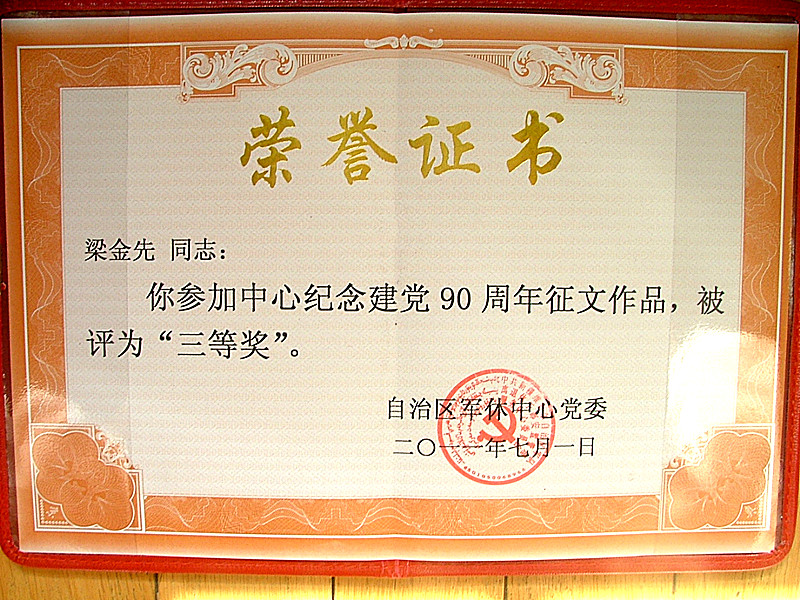 荣誉证书
梁金先 同志：
你参加中心纪念建党 90 周年征文作品，被
评为“三等奖”。
自治区军休中心党委
二〇一一年七月一日